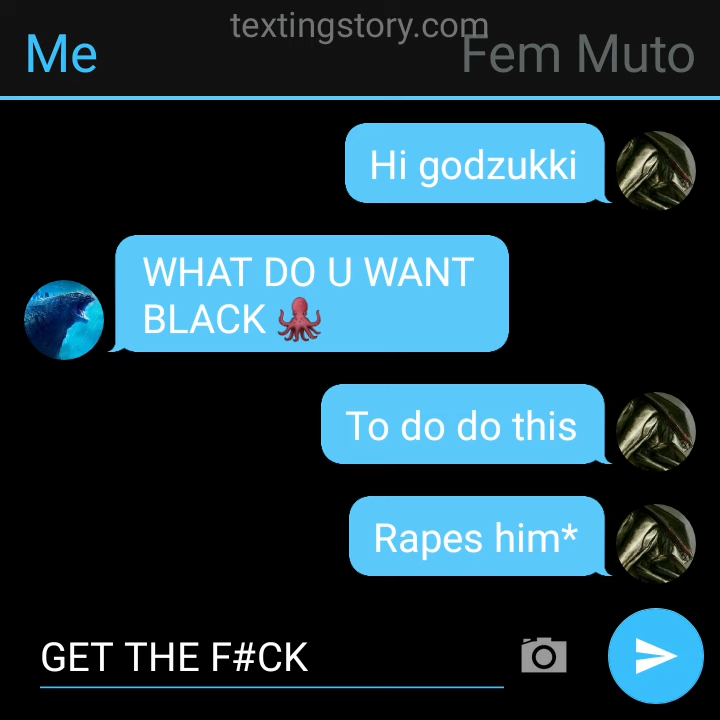 textingstory.com
Me
Fem Muto
Hi godzukki
WHAT DO U WANT
BLACK 🐙
To do do this
Rapes him*
GET THE F#CK